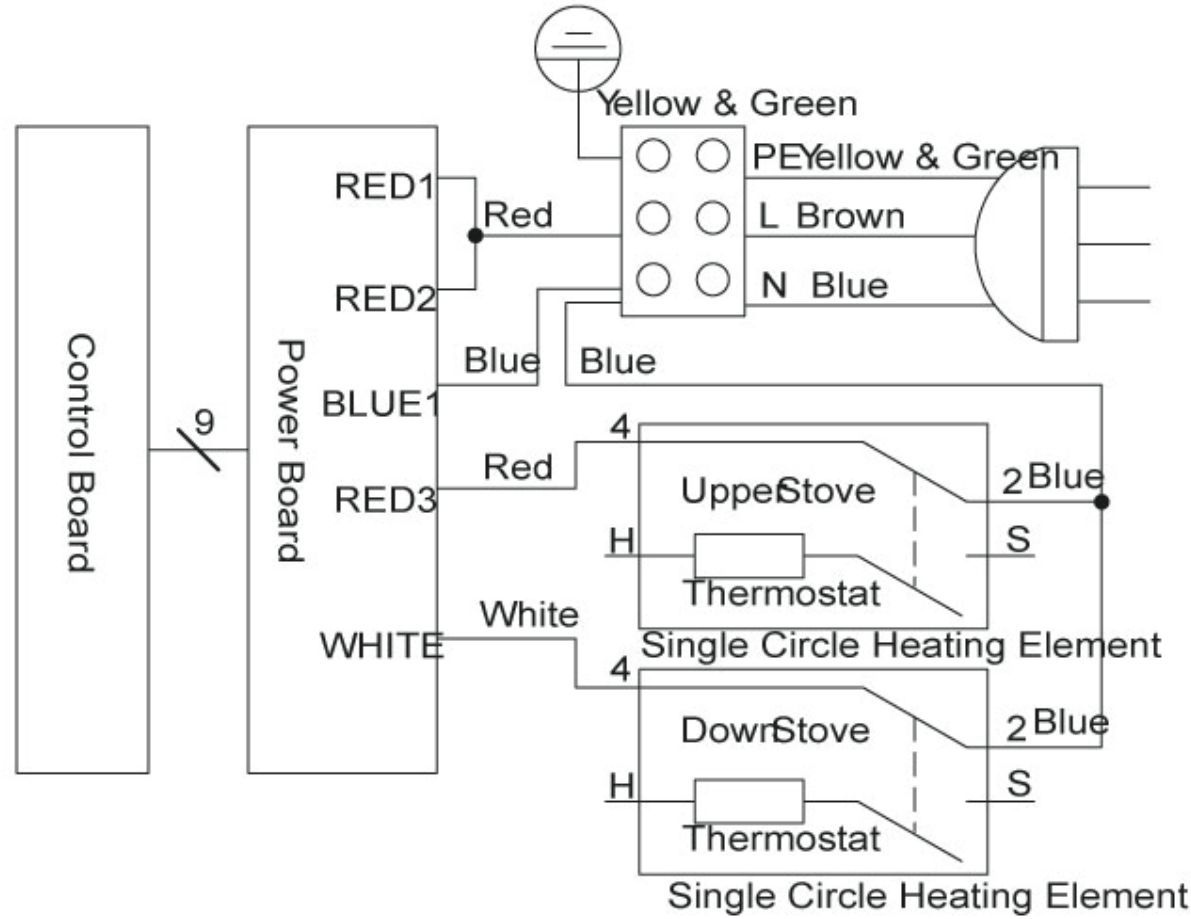 Yellow & Green
PE Yellow & Green
RED1
Red
L Brown
RED2
N Blue
Control Board
Power Board
Blue
Blue
BLUE1
9
4
Red
Upper Stove
2 Blue
RED3
H
S
Thermostat
White
WHITE
Single Circle Heating Element
4
Down Stove
2 Blue
H
S
Thermostat
Single Circle Heating Element